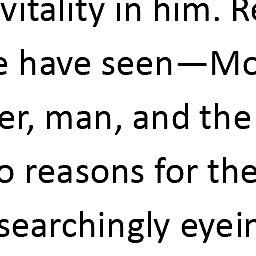 vitality in him. Re
e have seen—Mo
er, man, and the
o reasons for the
searchingly eyein